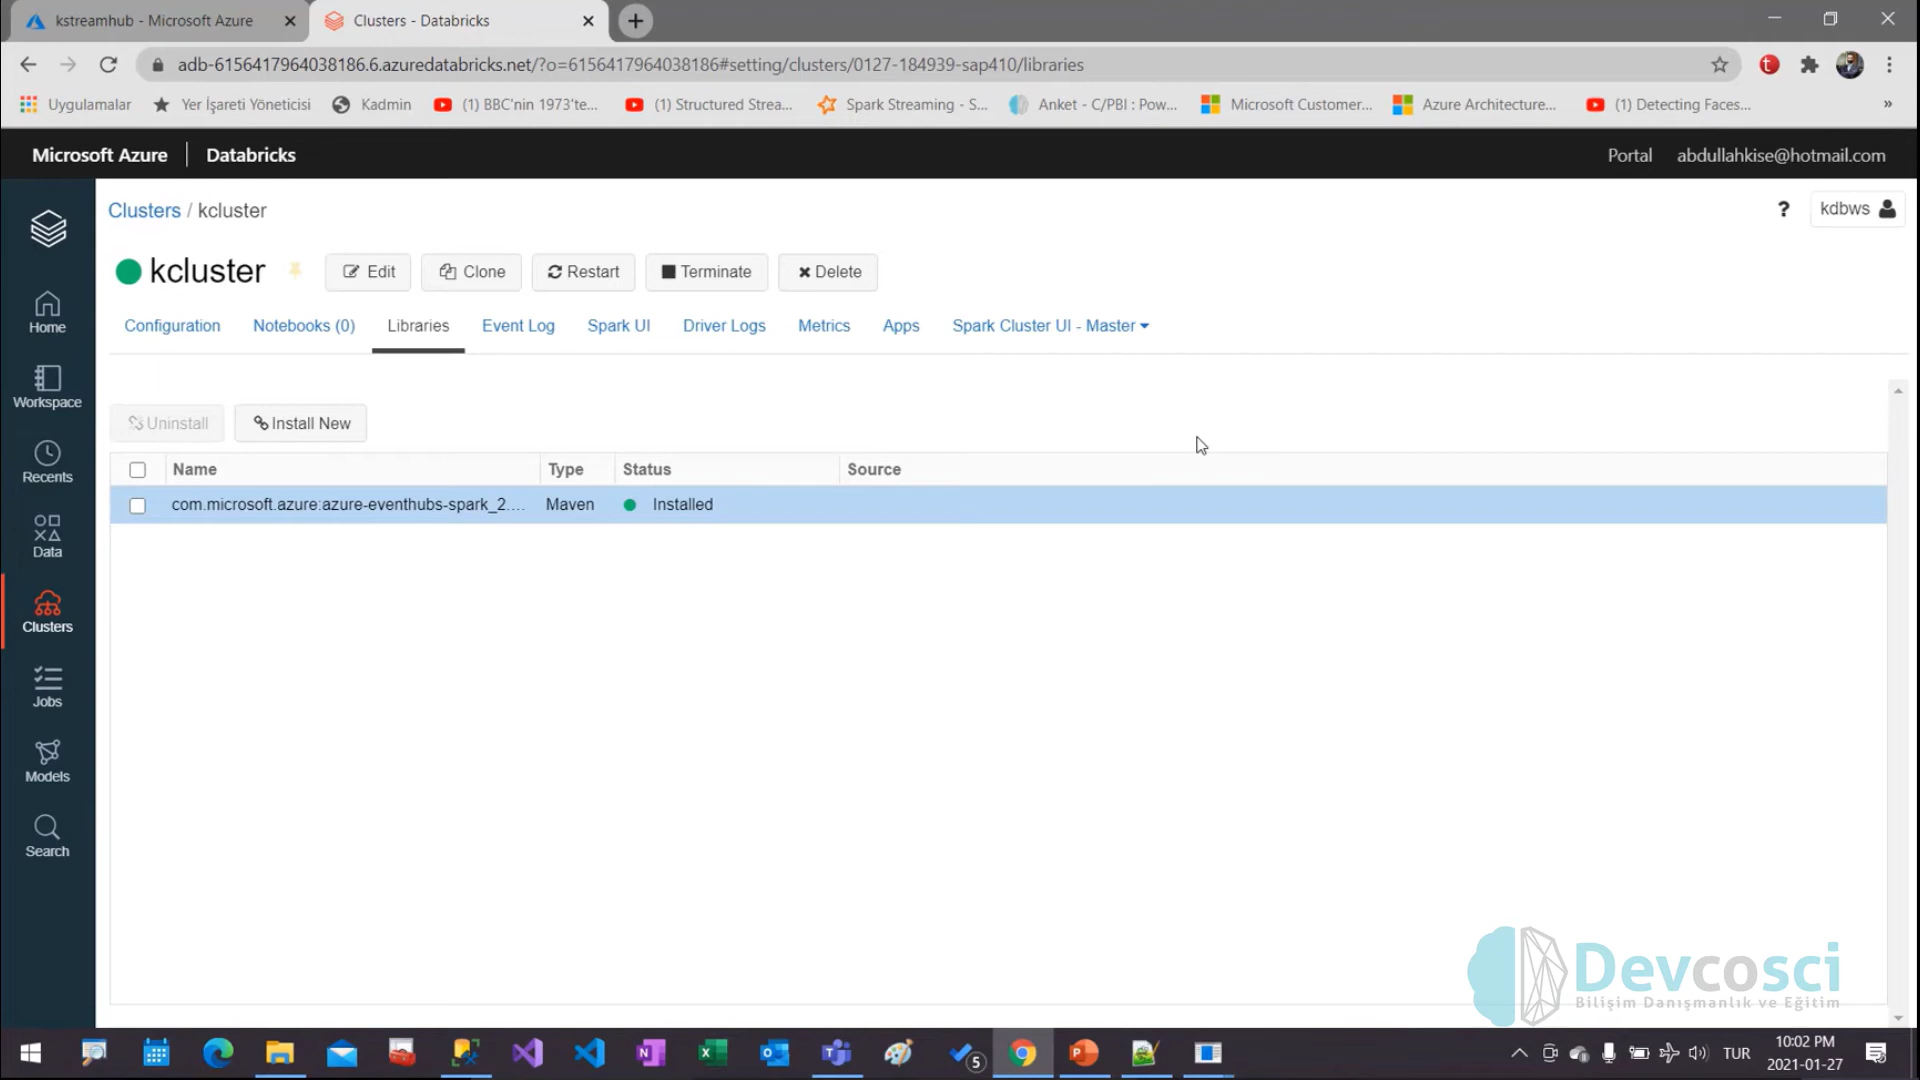 kstreamhub - Microsoft Azure
Clusters - Databricks
adb-6156417964038186.6.azuredatabricks.net/?o=6156417964038186#setting/clusters/0127-184939-sap410/libraries
Uygulamalar
Yer İşareti Yöneticisi
Kadmin
(1) BBC'nin 1973'te...
(1) Structured Strea...
Spark Streaming - S...
Anket - C/PBI : Pow...
Microsoft Customer...
Azure Architecture...
(1) Detecting Faces...
»
Microsoft Azure
Databricks
Portal
abdullahkise@hotmail.com
Clusters / kcluster
?
kdbws
kcluster
Edit
Clone
Restart
Terminate
Delete
Configuration
Notebooks (0)
Libraries
Event Log
Spark UI
Driver Logs
Metrics
Apps
Spark Cluster UI - Master
Uninstall
Install New
Name
Type
Status
Source
com.microsoft.azure:azure-eventhubs-spark_2....
Maven
Installed
Home
Workspace
Recents
Data
Clusters
Jobs
Models
Search
Devcosci
Bilişim Danışmanlık ve Eğitim
5
TUR
10:02 PM
2021-01-27